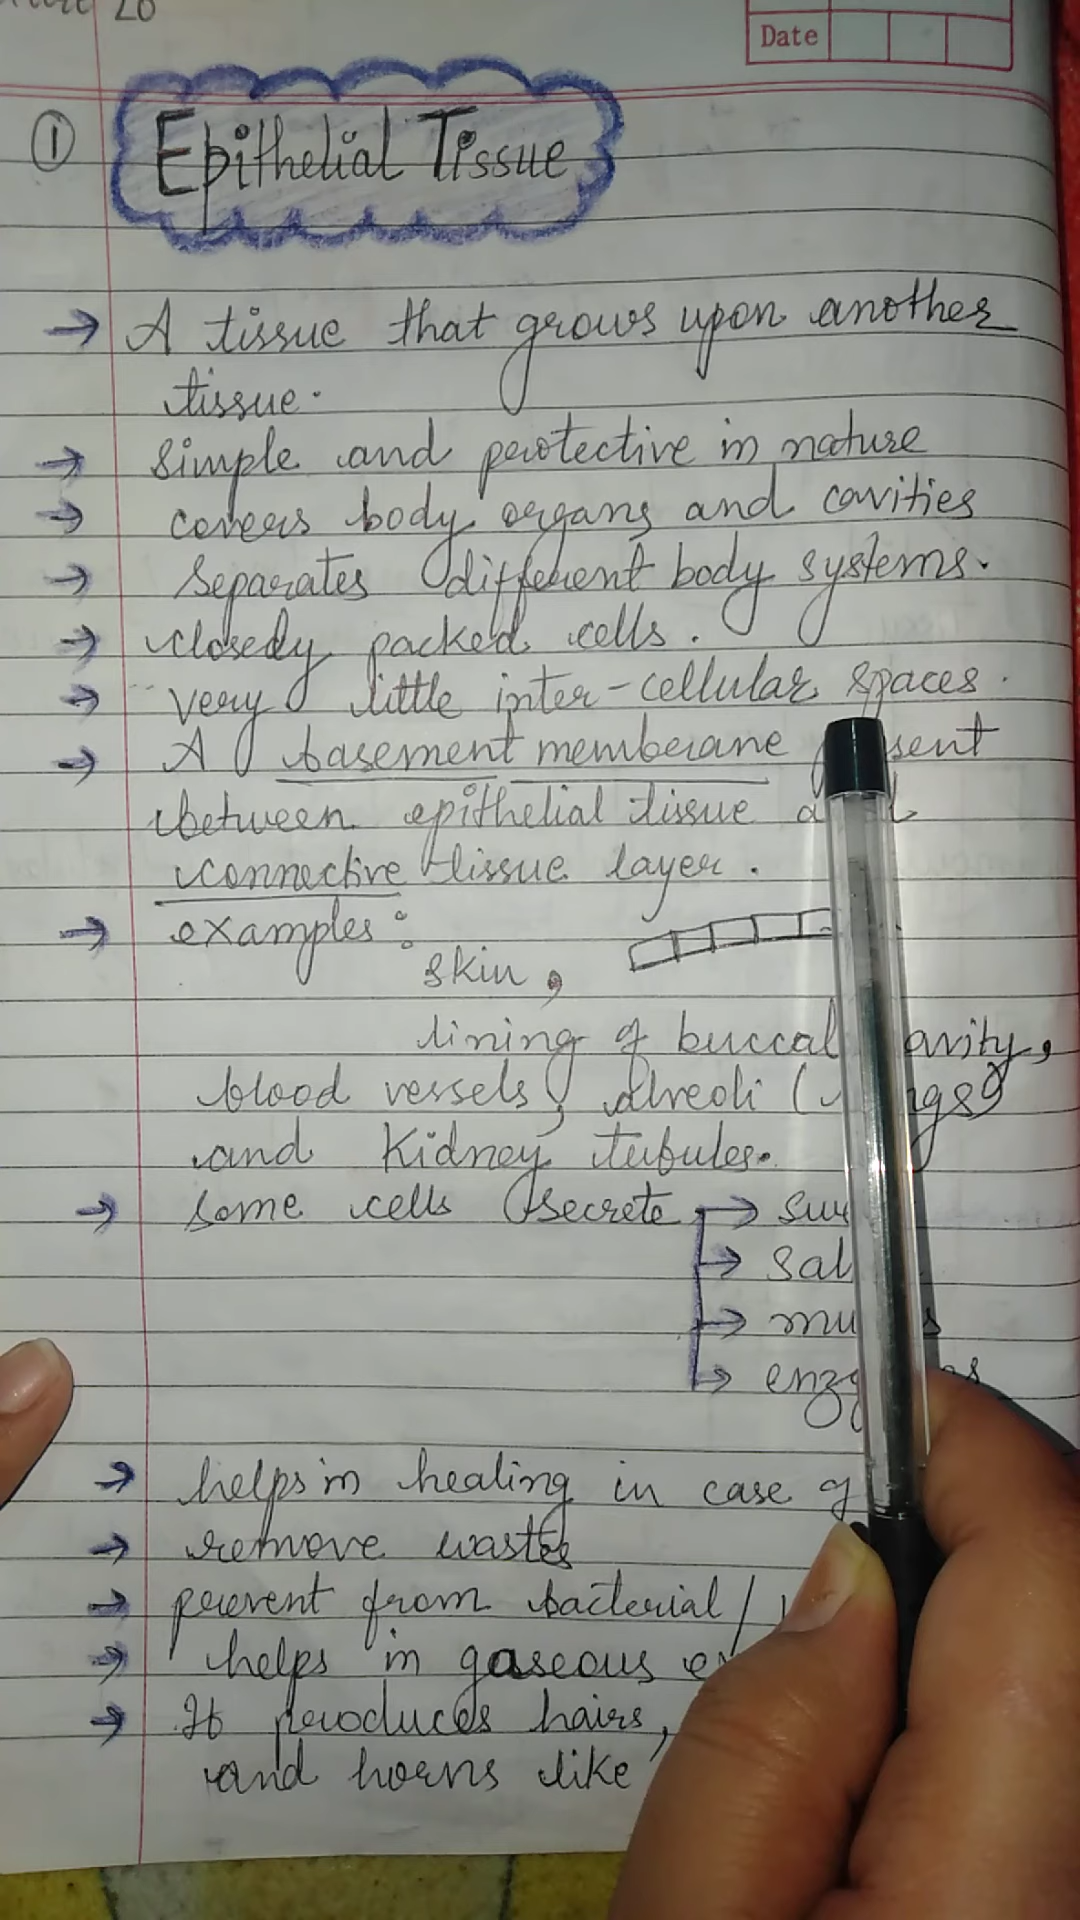 20
Date
①
Epithelial Tissue
→ A tissue that grows upon another
tissue.
→ simple and protective in nature
→ covers body organs and cavities
→ separates different body systems.
→ closedy packed cells.
→ very little inter-cellular spaces.
→ A basement membrane
between epithelial tissue
connective tissue layer.
→ examples:
skin,
lining of buccal
blood vessels, alveoli
and Kidney tubules.
→ some cells secrete →
→
→
→
→ helps in healing in case
→ remove wastes
→ prevent from bacterial /
→ helps in gaseous
→ It produces hairs,
and horns like